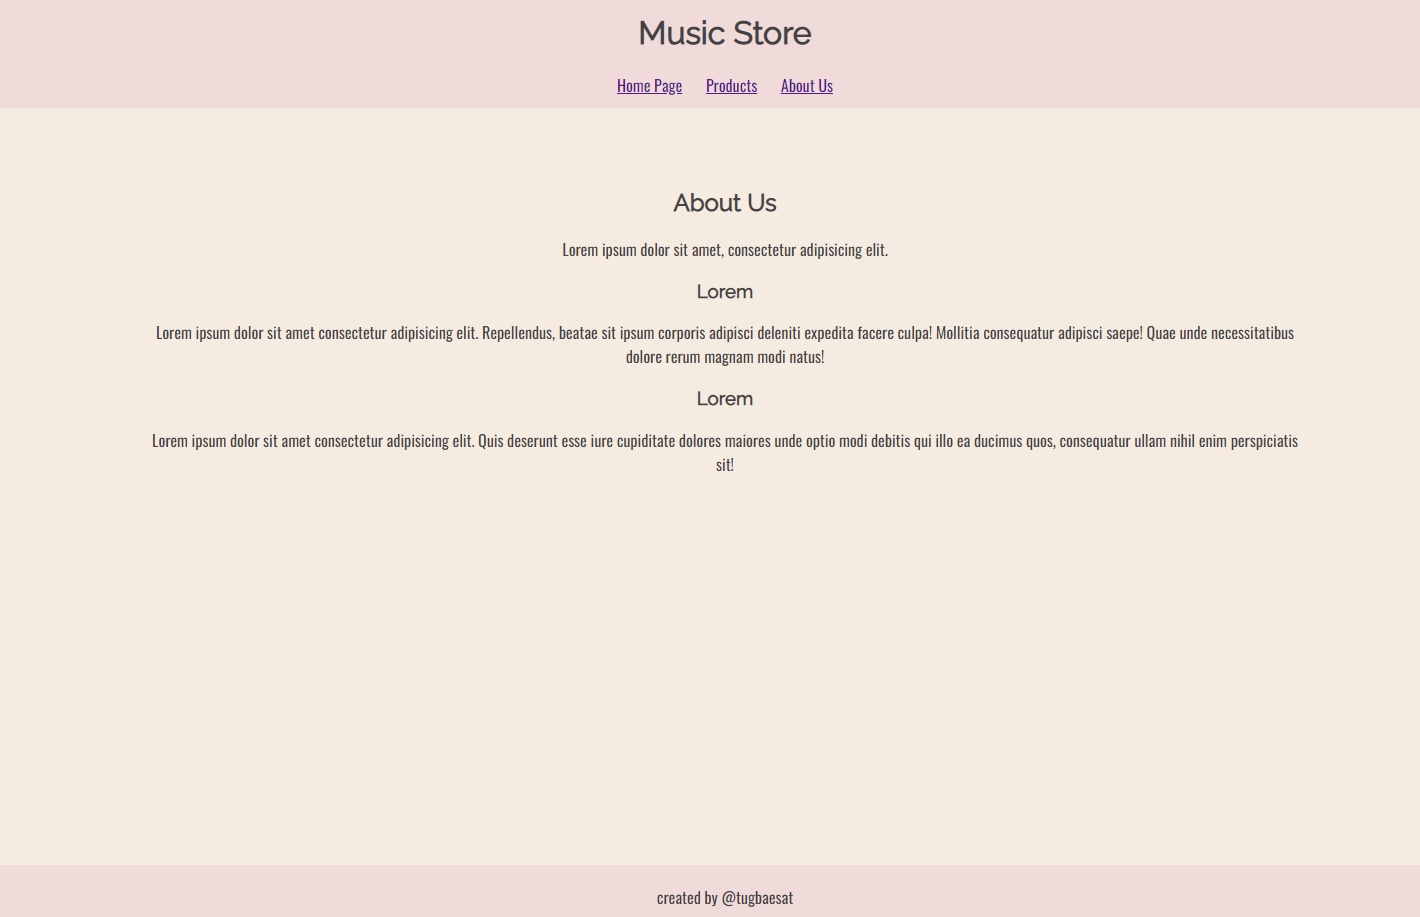 Music Store
Home Page Products About Us
About Us
Lorem ipsum dolor sit amet, consectetur adipisicing elit.
Lorem
Lorem ipsum dolor sit amet consectetur adipisicing elit. Repellendus, beatae sit ipsum corporis adipisci deleniti expedita facere culpa! Mollitia consequatur adipisci saepe! Quae unde necessitatibus
dolore rerum magnam modi natus!
Lorem
Lorem ipsum dolor sit amet consectetur adipisicing elit. Quis deserunt esse iure cupiditate dolores maiores unde optio modi debitis qui illo ea ducimus quos, consequatur ullam nihil enim perspiciatis
sit!
created by @tugbaesat